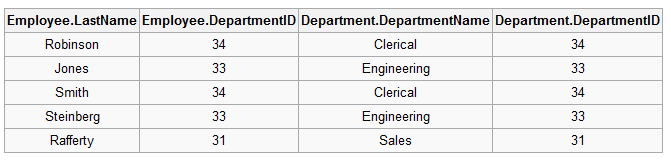 Employee.LastName Employee.DepartmentID Department.DepartmentName Department.DepartmentID
Robinson 34 Clerical 34
Jones 33 Engineering 33
Smith 34 Clerical 34
Steinberg 33 Engineering 33
Rafferty 31 Sales 31